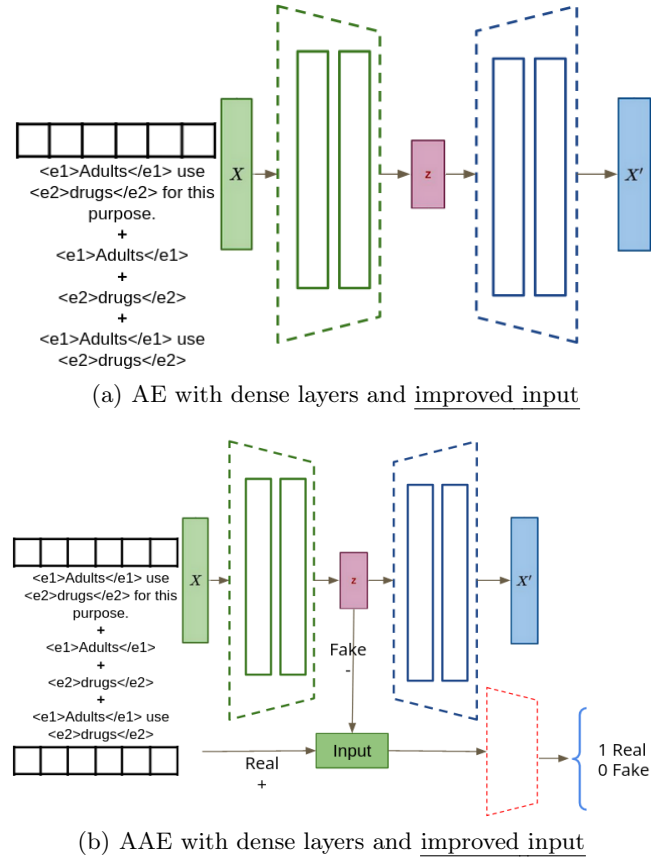 <e1>Adults</e1> use
<e2>drugs</e2> for this
purpose.
+
<e1>Adults</e1>
+
<e2>drugs</e2>
+
<e1>Adults</e1> use
<e2>drugs</e2>
X
z
X'
(a) AE with dense layers and improved input
<e1>Adults</e1> use
<e2>drugs</e2> for this
purpose.
+
<e1>Adults</e1>
+
<e2>drugs</e2>
+
<e1>Adults</e1> use
<e2>drugs</e2>
X
z
X'
Fake
-
Real
+
Input
1 Real
0 Fake
(b) AAE with dense layers and improved input